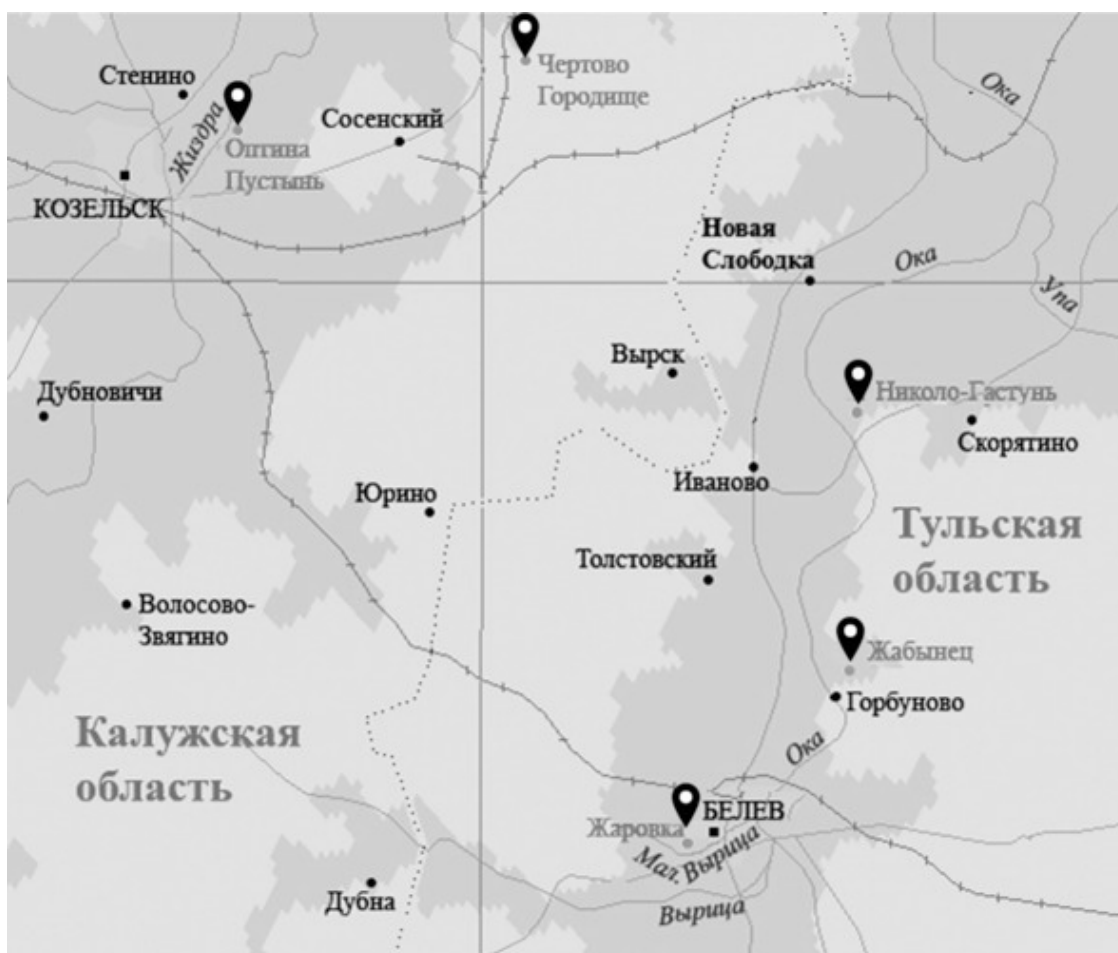 Стенино
Чертово
Городище
Ока
Жиздра
Сосенский
Оптина
Пустынь
КОЗЕЛЬСК
Новая
Слободка
Ока
Упа
Вырск
Дубновичи
Николо-Гастунь
Скорятино
Иваново
Юрино
Тульская
область
Толстовский
Волосово-
Звягино
Жабынец
Горбуново
Калужская
область
Ока
БЕЛЕВ
Жаровка
Мал. Вырица
Дубна
Вырица